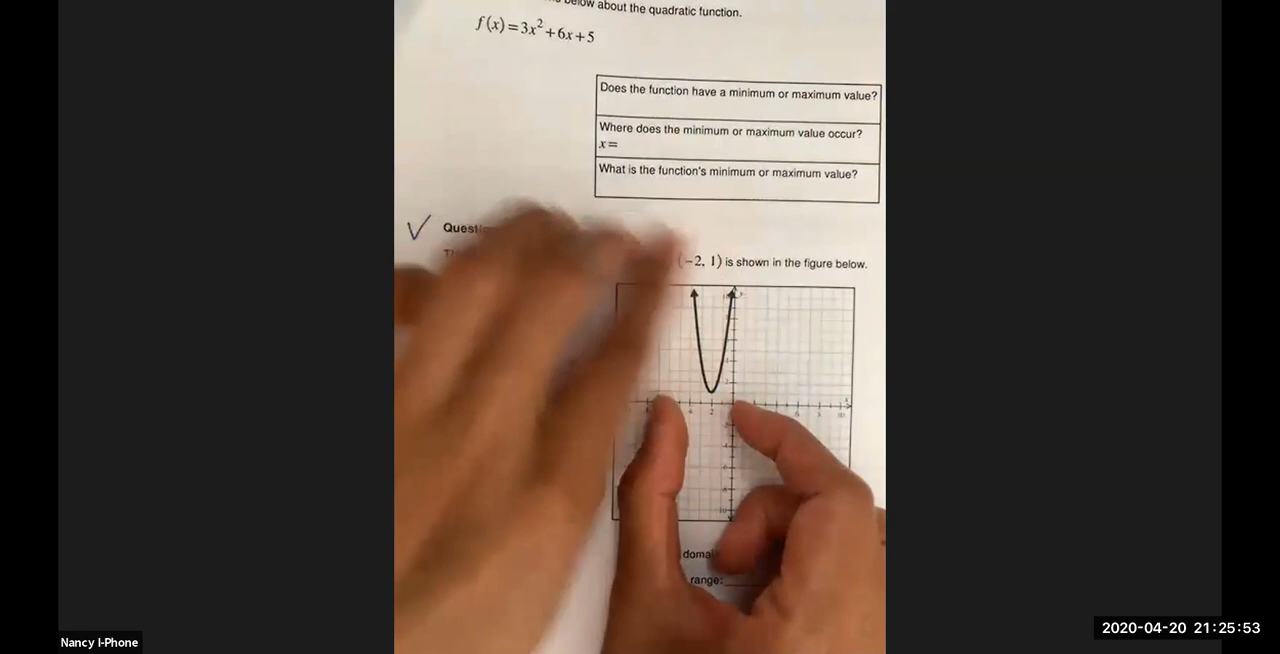 below about the quadratic function.
f(x)=3x²+6x+5
Does the function have a minimum or maximum value?
Where does the minimum or maximum value occur?
x=
What is the function's minimum or maximum value?
(−2, 1) is shown in the figure below.
range:
Nancy I-Phone
2020-04-20 21:25:53